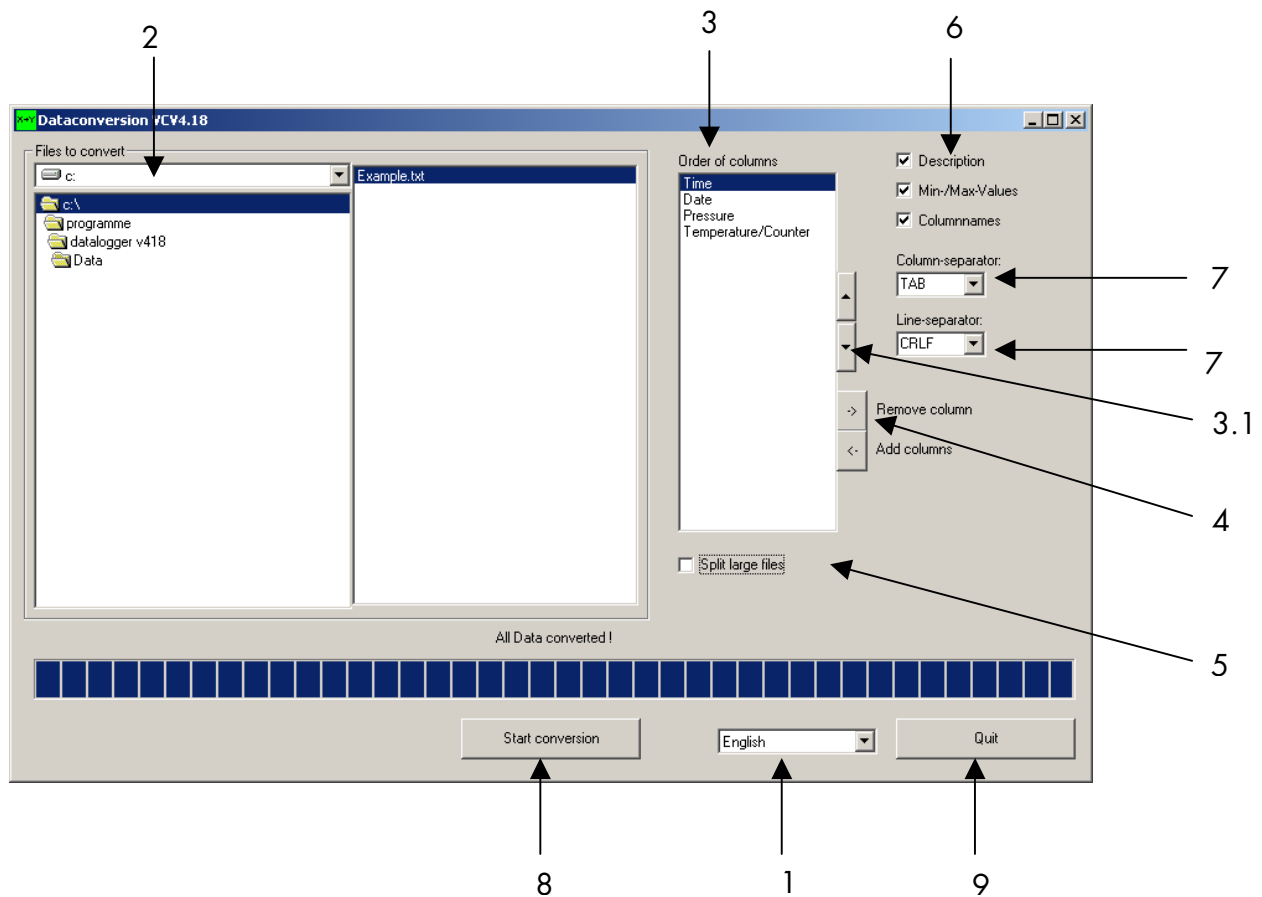 2
3
6
X→Y Dataconversion VCV4.18
Files to convert
c:
c:\
programme
datalogger v418
Data
Example.txt
Order of columns
Time
Date
Pressure
Temperature/Counter
Description
Min-/Max-Values
Columnnames
Column-separator:
TAB
7
Line-separator:
CRLF
7
3.1
-> Remove column
<- Add columns
4
Split large files
5
All Data converted !
Start conversion
English
Quit
8
1
9